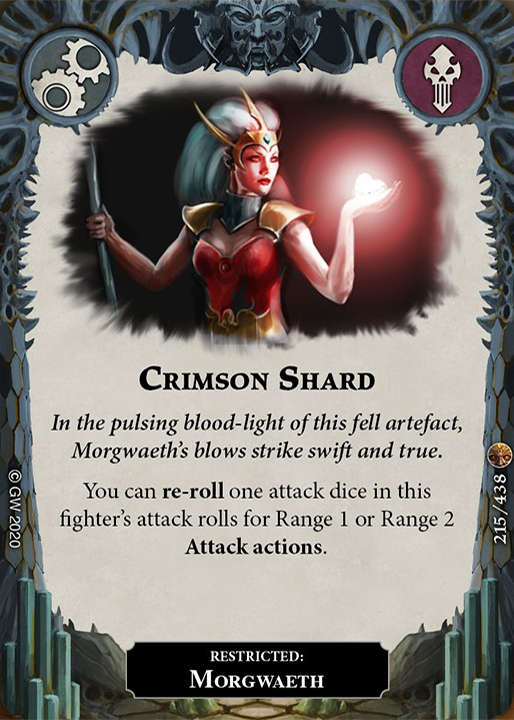 Crimson Shard
In the pulsing blood-light of this fell artefact,
Morgwaeth's blows strike swift and true.
You can re-roll one attack dice in this
fighter's attack rolls for Range 1 or Range 2
Attack actions.
© GW 2020
215/438
RESTRICTED:
Morgwaeth